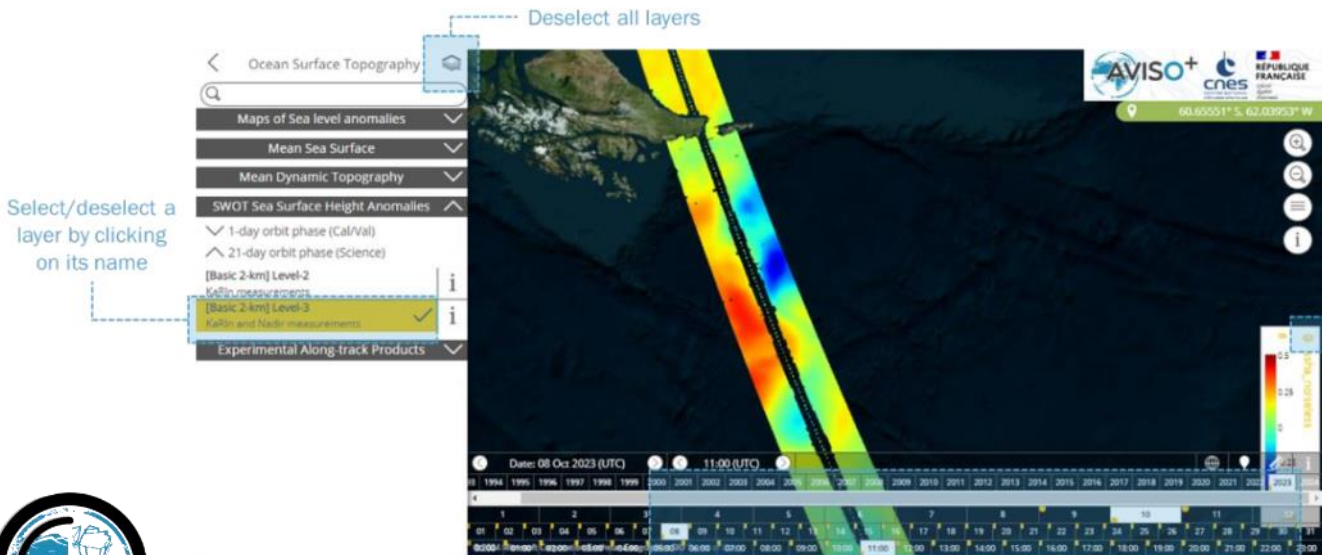 Deselect all layers
Ocean Surface Topography
Maps of Sea level anomalies
Mean Sea Surface
Mean Dynamic Topography
SWOT Sea Surface Height Anomalies
1-day orbit phase (Cal/Val)
21-day orbit phase (Science)
[Basic 2-km] Level-2
KaRIn measurements
i
[Basic 2-km] Level-3
KaRIn and Nadir measurements
i
Experimental Along-track Products
Select/deselect a
layer by clicking
on its name
AVISO+
cnes
RÉPUBLIQUE
FRANÇAISE
60.65551° S, 62.03953° W
i
0.5
0.25
0
ssha_noiseless
Date: 08 Oct 2023 (UTC) 11:00 (UTC)
1994 1995 1996 1997 1998 1999 2000 2001 2002 2003 2004 2005 2006 2007 2008 2009 2010 2011 2012 2013 2014 2015 2016 2017 2018 2019 2020 2021 2023 2024
1 2 3 4 5 6 7 8 9 10 11 12
01 02 03 04 05 06 07 08 09 10 11 12 13 14 15 16 17 18 19 20 21 22 23 24 25 26 27 28 29 30 31
05:00 06:00 07:00 08:00 09:00 10:00 11:00 12:00 13:00 14:00 15:00 16:00 17:00 18:00 19:00 20:00 21:00 22:00 23:00